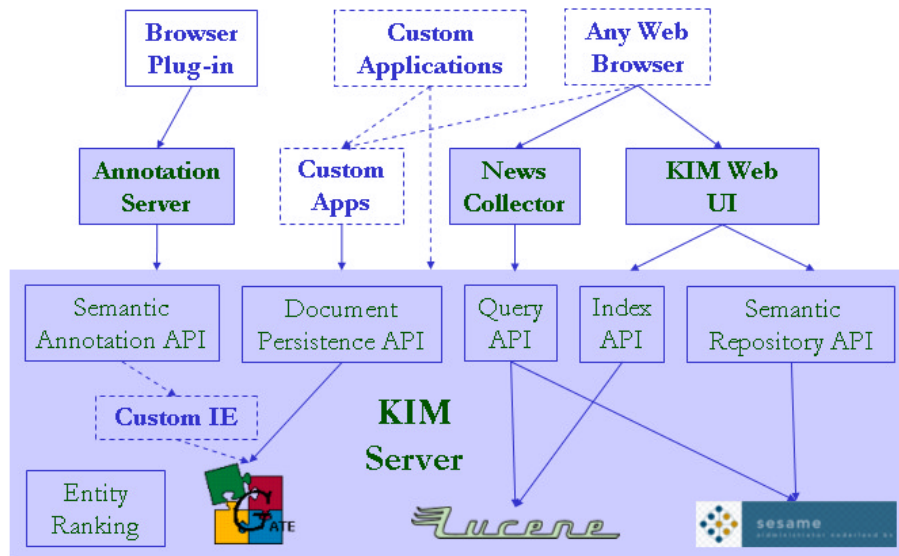 Browser
Plug-in
Custom
Applications
Any Web
Browser
Annotation
Server
Custom
Apps
News
Collector
KIM Web
UI
Semantic
Annotation API
Document
Persistence API
Query
API
Index
API
Semantic
Repository API
Custom IE
KIM
Server
Entity
Ranking
GATE
Lucene
sesame